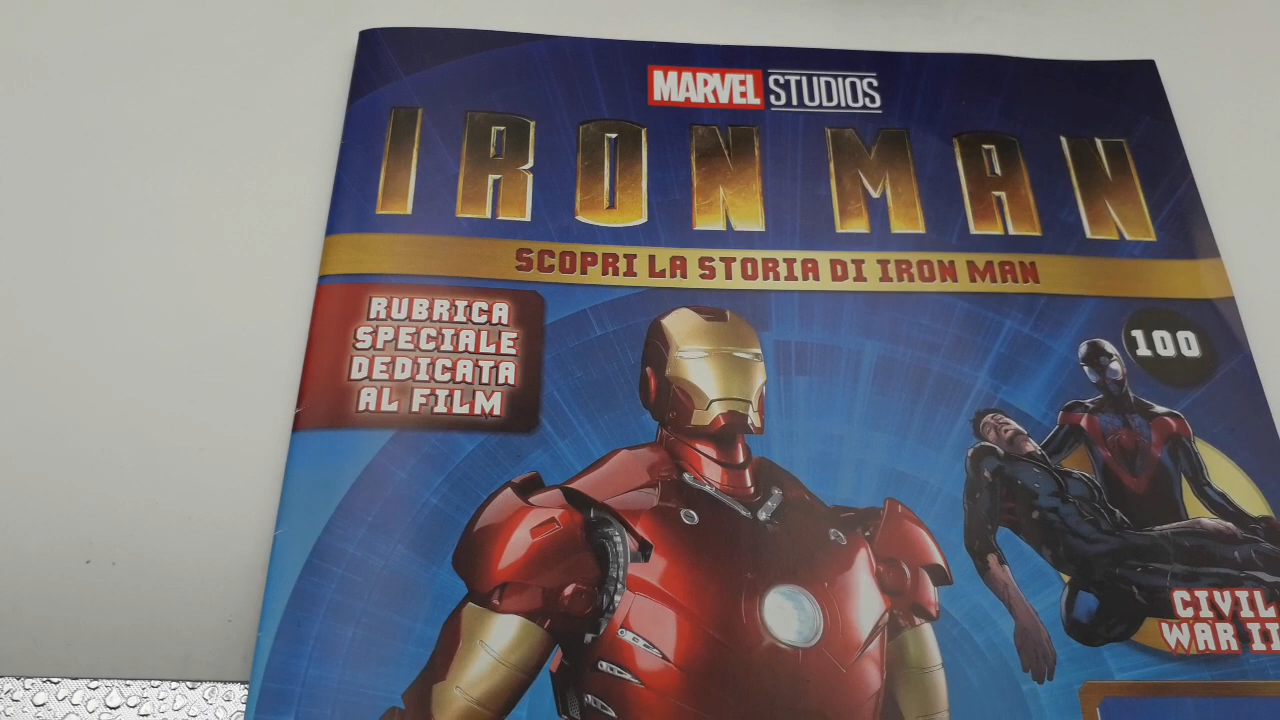 MARVEL STUDIOS
IRON MAN
SCOPRI LA STORIA DI IRON MAN
RUBRICA
SPECIALE
DEDICATA
AL FILM
100
CIVIL
WAR II